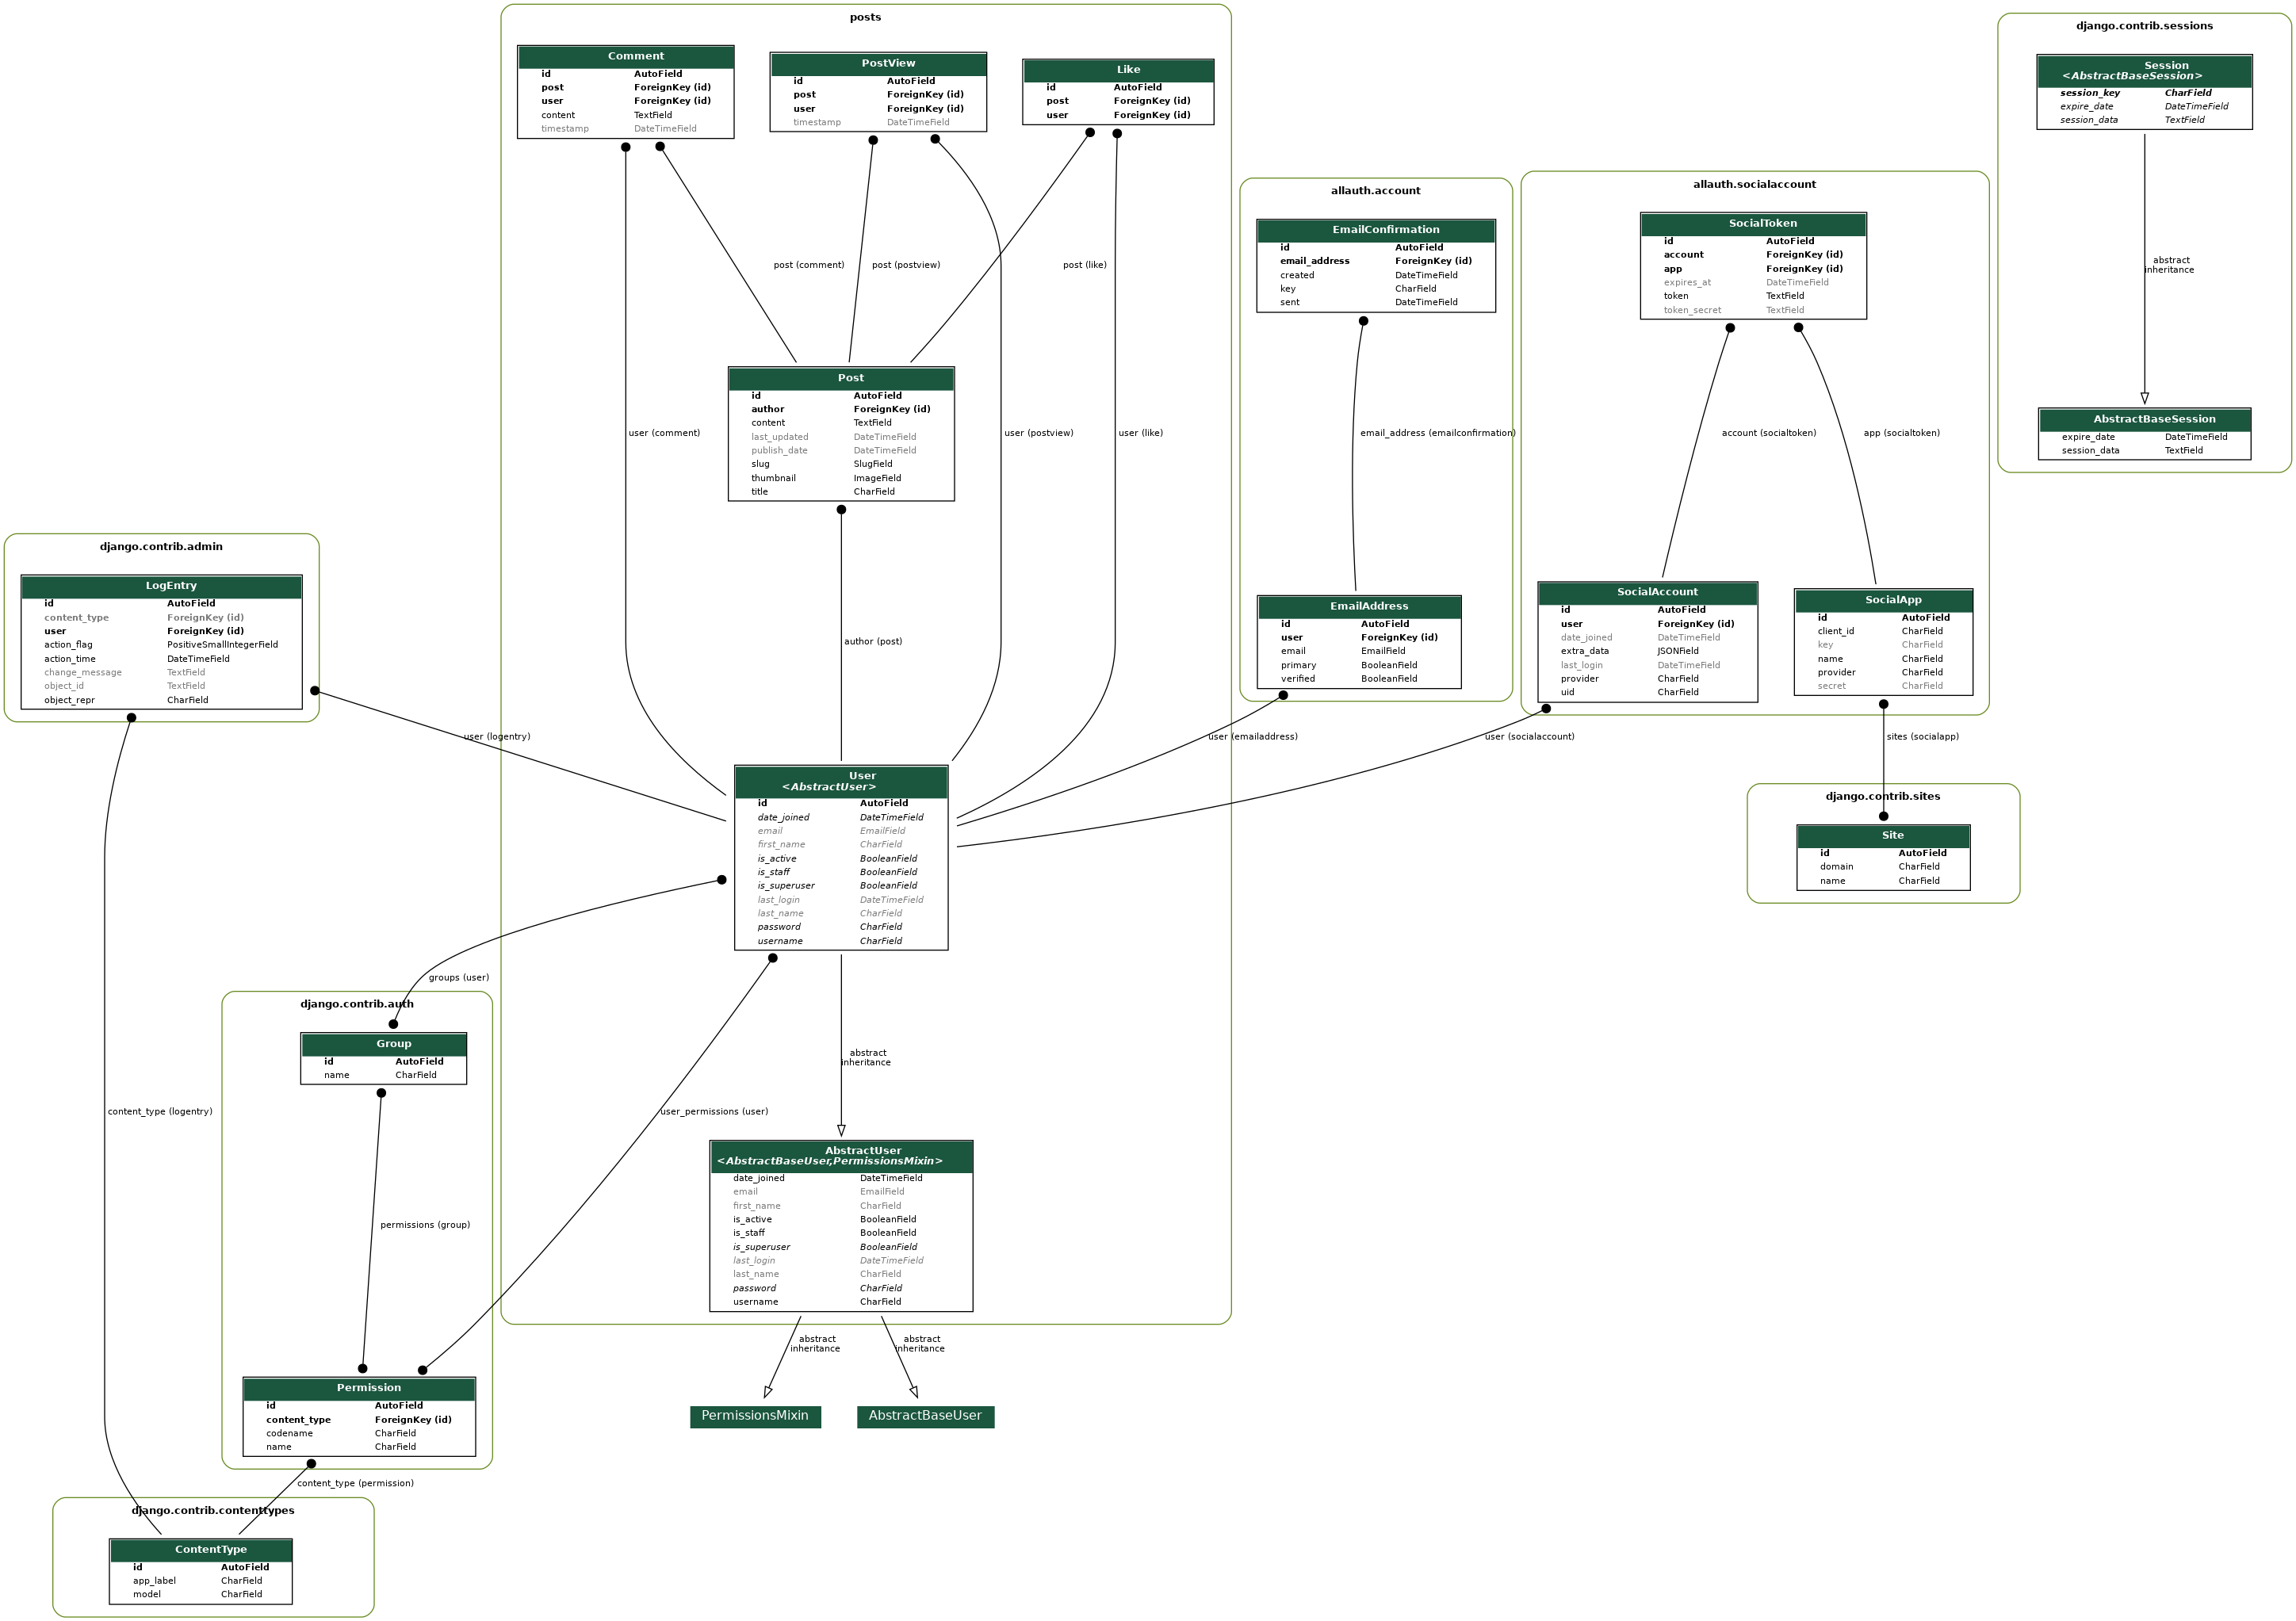 posts
Comment
id AutoField
post ForeignKey (id)
user ForeignKey (id)
content TextField
timestamp DateTimeField
PostView
id AutoField
post ForeignKey (id)
user ForeignKey (id)
timestamp DateTimeField
Like
id AutoField
post ForeignKey (id)
user ForeignKey (id)
post (comment)
post (postview)
post (like)
Post
id AutoField
author ForeignKey (id)
content TextField
last_updated DateTimeField
publish_date DateTimeField
slug SlugField
thumbnail ImageField
title CharField
user (comment)
user (postview)
user (like)
author (post)
User
<AbstractUser>
id AutoField
date_joined DateTimeField
email EmailField
first_name CharField
is_active BooleanField
is_staff BooleanField
is_superuser BooleanField
last_login DateTimeField
last_name CharField
password CharField
username CharField
abstract
inheritance
user_permissions (user)
AbstractUser
<AbstractBaseUser,PermissionsMixin>
date_joined DateTimeField
email EmailField
first_name CharField
is_active BooleanField
is_staff BooleanField
is_superuser BooleanField
last_login DateTimeField
last_name CharField
password CharField
username CharField
abstract
inheritance
abstract
inheritance
PermissionsMixin
AbstractBaseUser
allauth.account
EmailConfirmation
id AutoField
email_address ForeignKey (id)
created DateTimeField
key CharField
sent DateTimeField
email_address (emailconfirmation)
EmailAddress
id AutoField
user ForeignKey (id)
email EmailField
primary BooleanField
verified BooleanField
user (emailaddress)
allauth.socialaccount
SocialToken
id AutoField
account ForeignKey (id)
app ForeignKey (id)
expires_at DateTimeField
token TextField
token_secret TextField
account (socialtoken)
app (socialtoken)
SocialAccount
id AutoField
user ForeignKey (id)
date_joined DateTimeField
extra_data JSONField
last_login DateTimeField
provider CharField
uid CharField
SocialApp
id AutoField
client_id CharField
key CharField
name CharField
provider CharField
secret CharField
user (socialaccount)
sites (socialapp)
django.contrib.sites
Site
id AutoField
domain CharField
name CharField
django.contrib.sessions
Session
<AbstractBaseSession>
session_key CharField
expire_date DateTimeField
session_data TextField
abstract
inheritance
AbstractBaseSession
expire_date DateTimeField
session_data TextField
django.contrib.admin
LogEntry
id AutoField
content_type ForeignKey (id)
user ForeignKey (id)
action_flag PositiveSmallIntegerField
action_time DateTimeField
change_message TextField
object_id TextField
object_repr CharField
user (logentry)
groups (user)
django.contrib.auth
Group
id AutoField
name CharField
content_type (logentry)
permissions (group)
Permission
id AutoField
content_type ForeignKey (id)
codename CharField
name CharField
content_type (permission)
django.contrib.contenttypes
ContentType
id AutoField
app_label CharField
model CharField